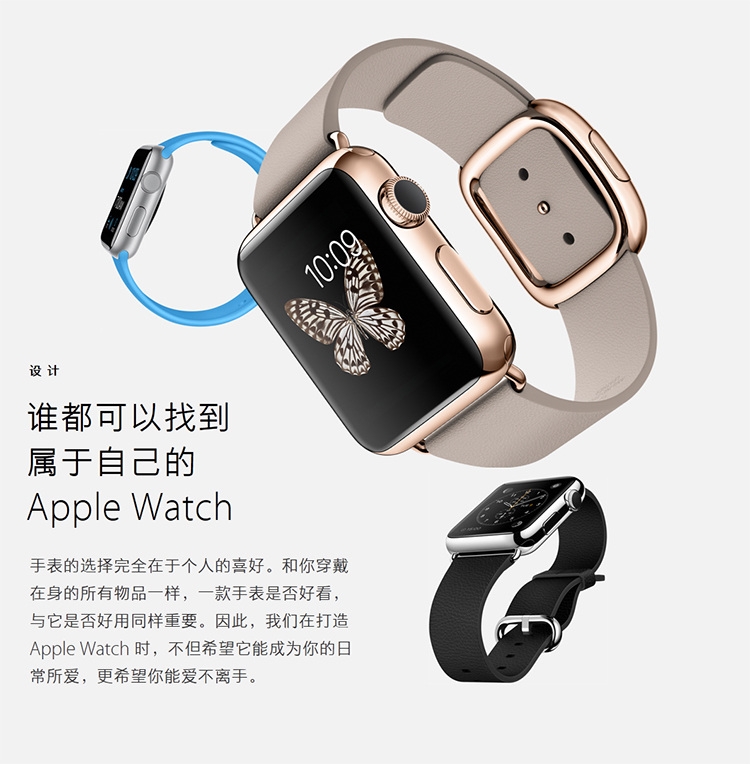 10:09
设计
谁都可以找到
属于自己的
Apple Watch
手表的选择完全在于个人的喜好。和你穿戴
在身的所有物品一样，一款手表是否好看，
与它是否好用同样重要。因此，我们在打造
Apple Watch 时，不但希望它能成为你的日
常所爱，更希望你能爱不离手。